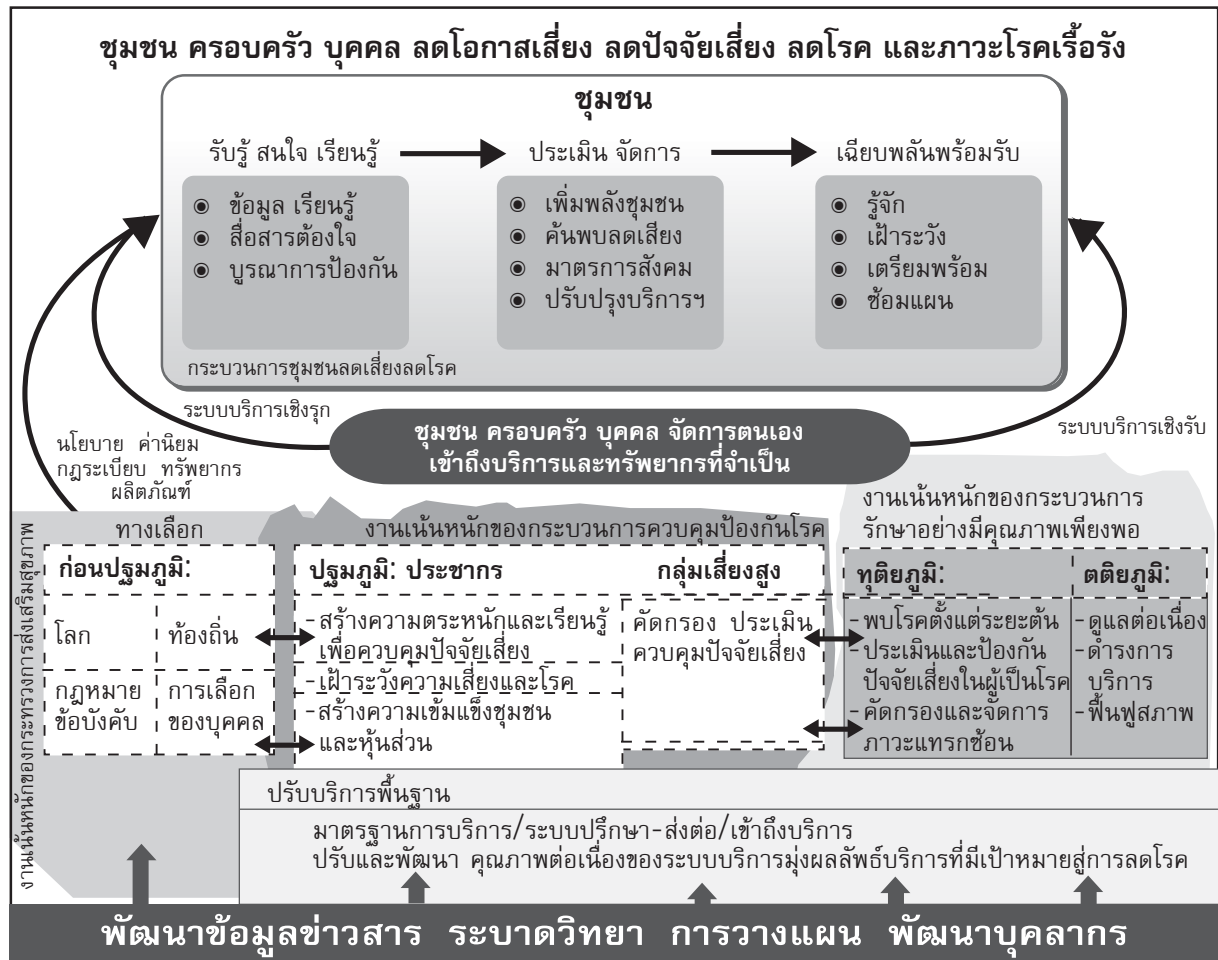 ชุมชน ครอบครัว บุคคล ลดโอกาสเสี่ยง ลดปัจจัยเสี่ยง ลดโรค และภาวะโรคเรื้อรัง
ชุมชน
รับรู้ สนใจ เรียนรู้
ประเมิน จัดการ
เฉียบพลันพร้อมรับ
◉ ข้อมูล เรียนรู้
◉ สื่อสารต้องใจ
◉ บูรณาการป้องกัน
◉ เพิ่มพลังชุมชน
◉ ค้นพบลดเสี่ยง
◉ มาตรการสังคม
◉ ปรับปรุงบริการฯ
◉ รู้จัก
◉ เฝ้าระวัง
◉ เตรียมพร้อม
◉ ซ้อมแผน
กระบวนการชุมชนลดเสี่ยงลดโรค
ระบบบริการเชิงรุก
นโยบาย ค่านิยม
กฎระเบียบ ทรัพยากร
ผลิตภัณฑ์
ชุมชน ครอบครัว บุคคล จัดการตนเอง
เข้าถึงบริการและทรัพยากรที่จำเป็น
ระบบบริการเชิงรับ
งานเน้นหนักของกระทรวงการส่งเสริมสุขภาพ
ทางเลือก
ก่อนปฐมภูมิ:
โลก
ท้องถิ่น
กฎหมาย
ข้อบังคับ
การเลือก
ของบุคคล
งานเน้นหนักของกระบวนการควบคุมป้องกันโรค
ปฐมภูมิ: ประชากร
กลุ่มเสี่ยงสูง
-สร้างความตระหนักและเรียนรู้
เพื่อควบคุมปัจจัยเสี่ยง
-เฝ้าระวังความเสี่ยงและโรค
-สร้างความเข้มแข็งชุมชน
และหุ้นส่วน
คัดกรอง ประเมิน
ควบคุมปัจจัยเสี่ยง
งานเน้นหนักของกระบวนการ
รักษาอย่างมีคุณภาพเพียงพอ
ทุติยภูมิ:
ตติยภูมิ:
-พบโรคตั้งแต่ระยะต้น
-ประเมินและป้องกัน
ปัจจัยเสี่ยงในผู้เป็นโรค
-คัดกรองและจัดการ
ภาวะแทรกซ้อน
-ดูแลต่อเนื่อง
-ดำรงการ
บริการ
-ฟื้นฟูสภาพ
ปรับบริการพื้นฐาน
มาตรฐานการบริการ/ระบบปรึกษา-ส่งต่อ/เข้าถึงบริการ
ปรับและพัฒนา คุณภาพต่อเนื่องของระบบบริการมุ่งผลลัพธ์บริการที่มีเป้าหมายสู่การลดโรค
พัฒนาข้อมูลข่าวสาร ระบาดวิทยา การวางแผน พัฒนาบุคลากร